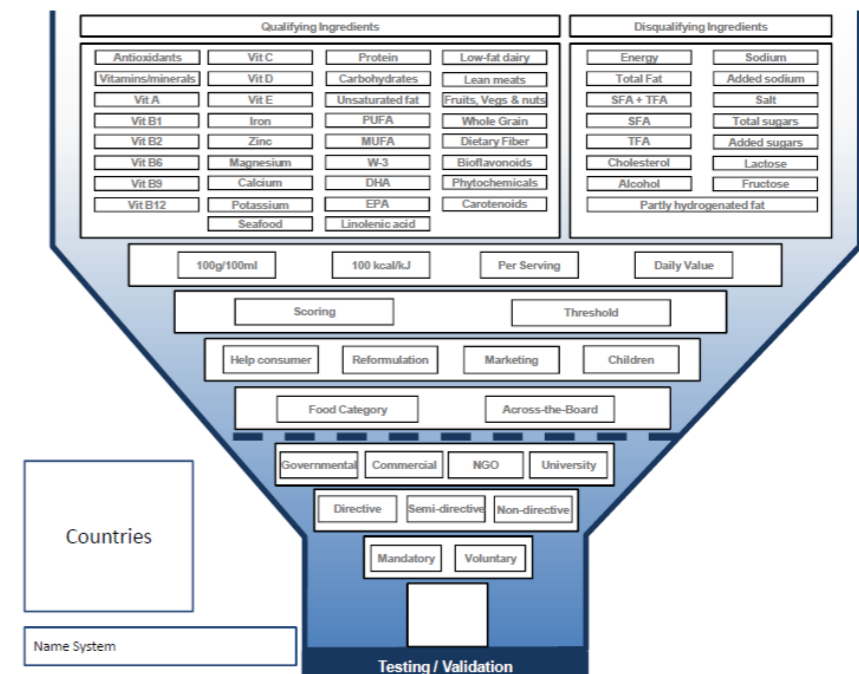 Qualifying Ingredients
Disqualifying Ingredients
Antioxidants Vit C Protein Low-fat dairy Energy Sodium
Vitamins/minerals Vit D Carbohydrates Lean meats Total Fat Added sodium
Vit A Vit E Unsaturated fat Fruits, Vegs & nuts SFA + TFA Salt
Vit B1 Iron PUFA Whole Grain SFA Total sugars
Vit B2 Zinc MUFA Dietary Fiber TFA Added sugars
Vit B6 Magnesium W-3 Bioflavonoids Cholesterol Lactose
Vit B9 Calcium DHA Phytochemicals Alcohol Fructose
Vit B12 Potassium EPA Carotenoids Partly hydrogenated fat
Seafood Linolenic acid
100g/100ml 100 kcal/kJ Per Serving Daily Value
Scoring Threshold
Help consumer Reformulation Marketing Children
Food Category Across-the-Board
Governmental Commercial NGO University
Directive Semi-directive Non-directive
Countries
Mandatory Voluntary
Name System
Testing / Validation